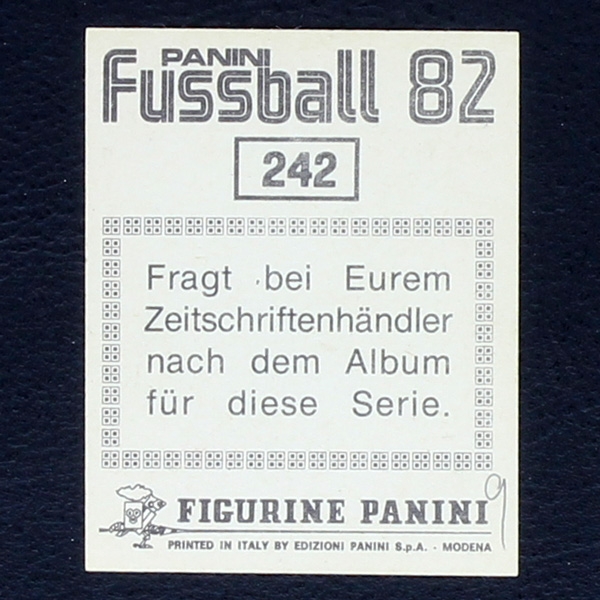 PANINI
Fussball 82
242
Fragt bei Eurem
Zeitschriftenhändler
nach dem Album
für diese Serie.
FIGURINE PANINI
9
PRINTED IN ITALY BY EDIZIONI PANINI S.p.A. - MODENA